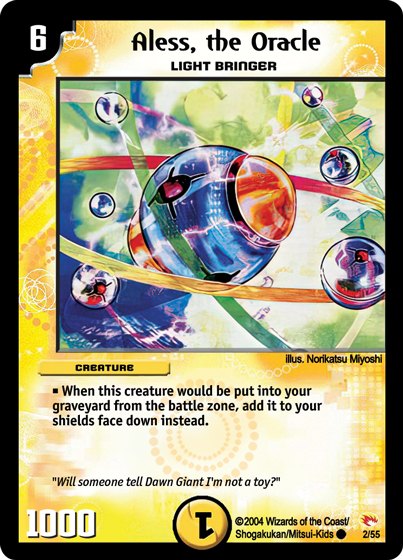 6
Aless, the Oracle
LIGHT BRINGER
illus. Norikatsu Miyoshi
CREATURE
▪ When this creature would be put into your
graveyard from the battle zone, add it to your
shields face down instead.
"Will someone tell Dawn Giant I'm not a toy?"
1000
1
©2004 Wizards of the Coast/
Shogakukan/Mitsui-Kids ● 2/55